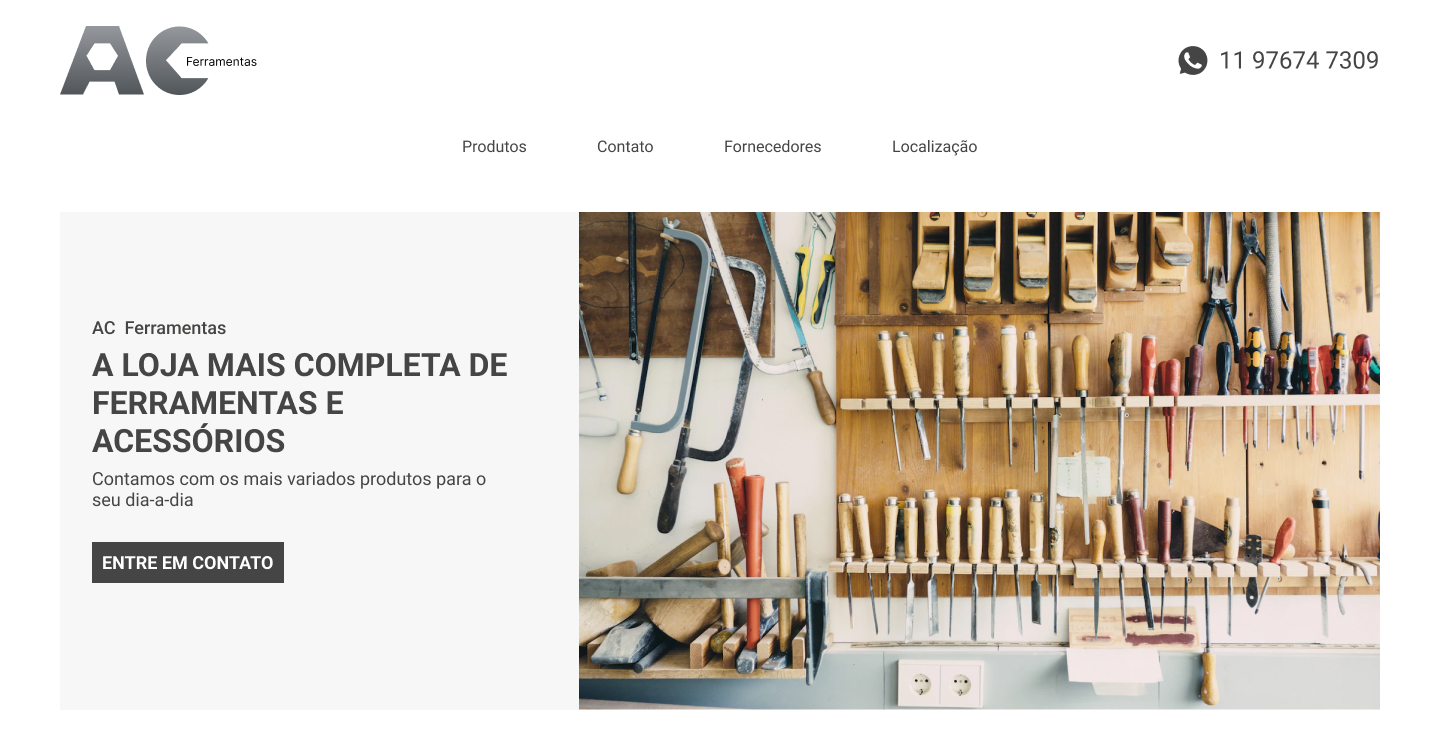 AC Ferramentas
11 97674 7309
Produtos Contato Fornecedores Localização
AC Ferramentas
A LOJA MAIS COMPLETA DE
FERRAMENTAS E
ACESSÓRIOS
Contamos com os mais variados produtos para o
seu dia-a-dia
ENTRE EM CONTATO